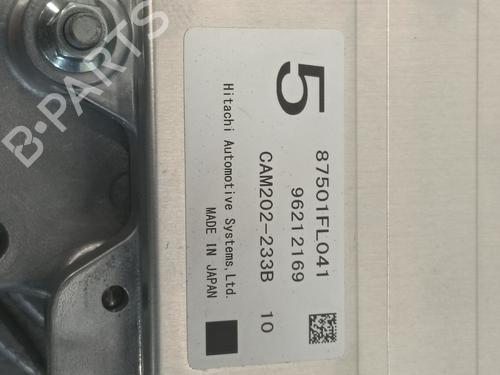 5
87501FL041
96212169
CAM202-233B 10
Hitachi Automotive Systems,Ltd.
MADE IN JAPAN
B-PARTS